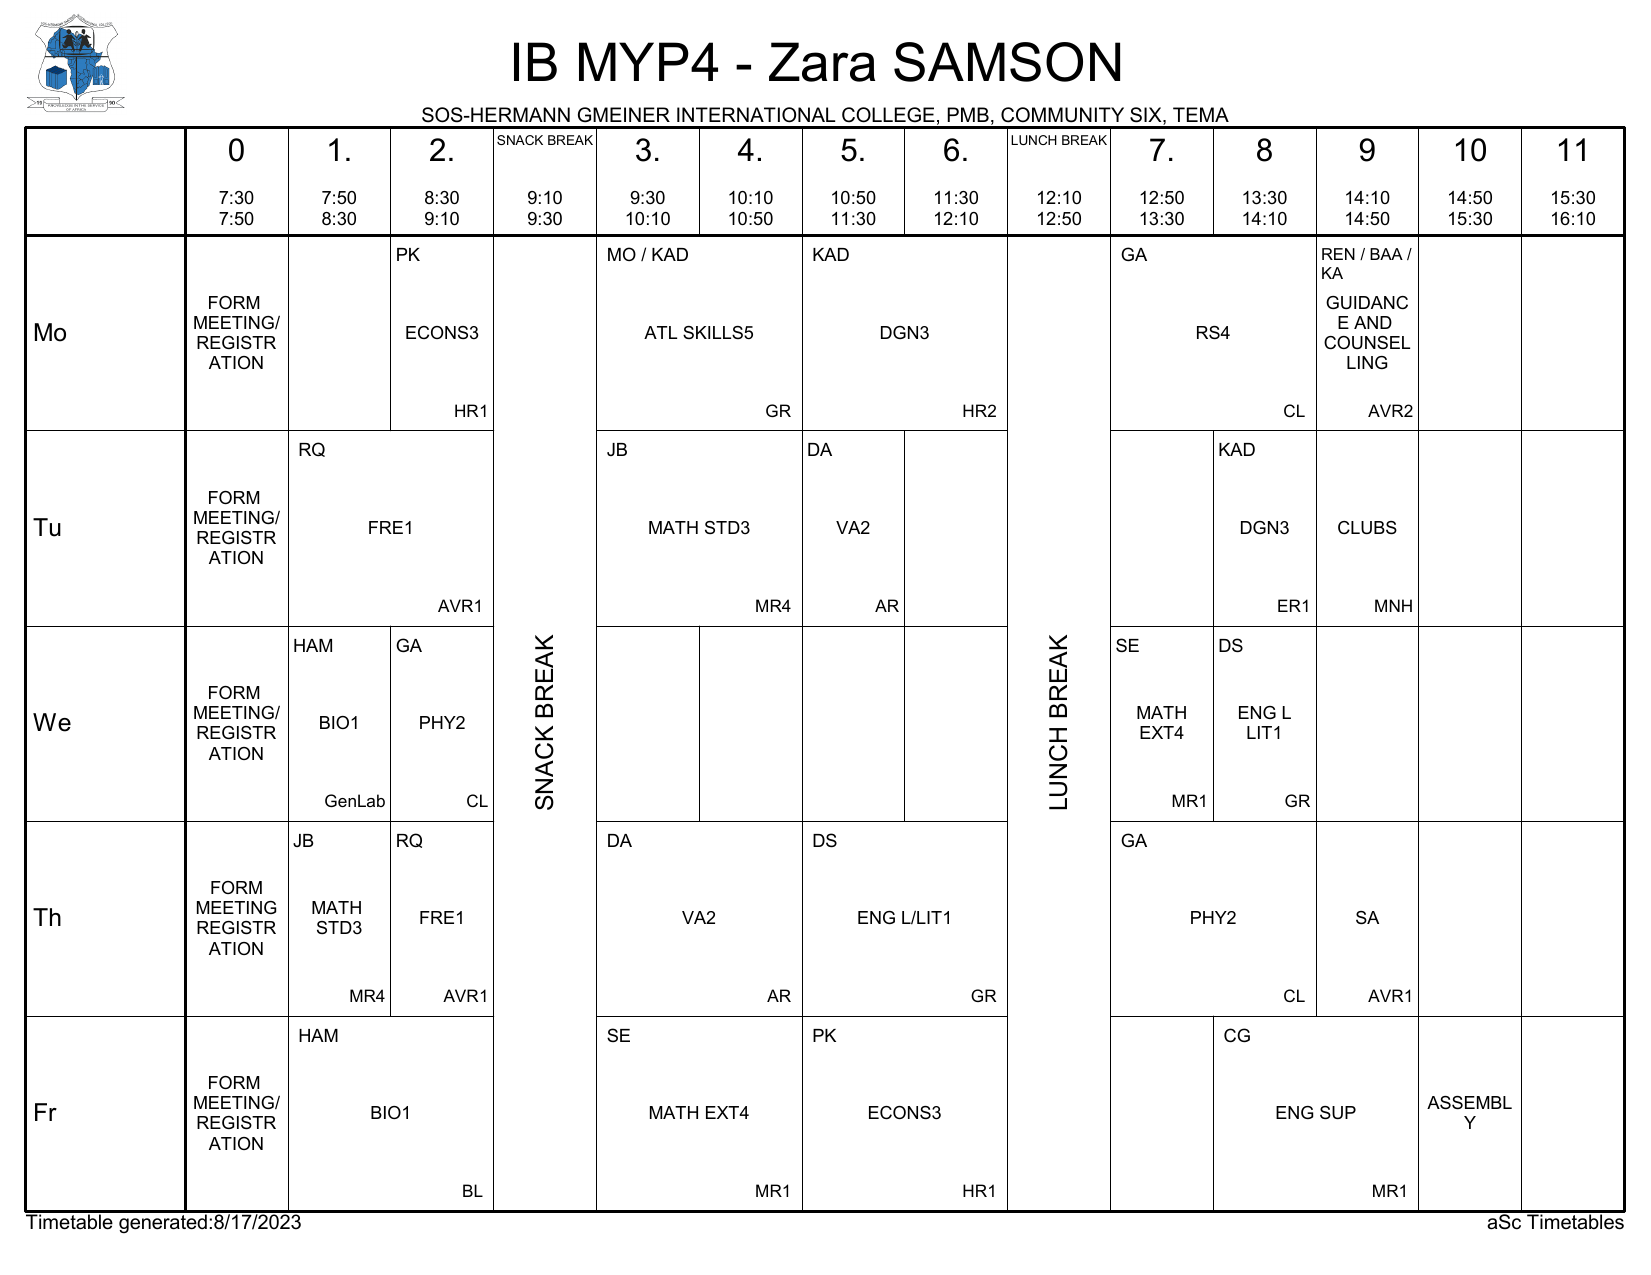 IB MYP4 - Zara SAMSON
SOS-HERMANN GMEINER INTERNATIONAL COLLEGE, PMB, COMMUNITY SIX, TEMA
0 1. 2. SNACK BREAK 3. 4. 5. 6. LUNCH BREAK 7. 8 9 10 11
7:30 7:50 8:30 9:10 9:30 10:10 10:50 11:30 12:10 12:50 13:30 14:10 14:50 15:30
7:50 8:30 9:10 9:30 10:10 10:50 11:30 12:10 12:50 13:30 14:10 14:50 15:30 16:10
Mo
FORM
MEETING/
REGISTR
ATION
PK
ECONS3
HR1
MO / KAD
ATL SKILLS5
GR
KAD
DGN3
HR2
GA
RS4
CL
REN / BAA /
KA
GUIDANC
E AND
COUNSEL
LING
AVR2
Tu
FORM
MEETING/
REGISTR
ATION
RQ
FRE1
AVR1
JB
MATH STD3
MR4
DA
VA2
AR
KAD
DGN3
ER1
CLUBS
MNH
We
FORM
MEETING/
REGISTR
ATION
HAM
BIO1
GenLab
GA
PHY2
CL
SNACK BREAK
LUNCH BREAK
SE
MATH
EXT4
MR1
DS
ENG L
LIT1
GR
Th
FORM
MEETING
REGISTR
ATION
JB
MATH
STD3
MR4
RQ
FRE1
AVR1
DA
VA2
AR
DS
ENG L/LIT1
GR
GA
PHY2
CL
SA
AVR1
Fr
FORM
MEETING/
REGISTR
ATION
HAM
BIO1
BL
SE
MATH EXT4
MR1
PK
ECONS3
HR1
CG
ENG SUP
MR1
ASSEMBL
Y
Timetable generated:8/17/2023
aSc Timetables